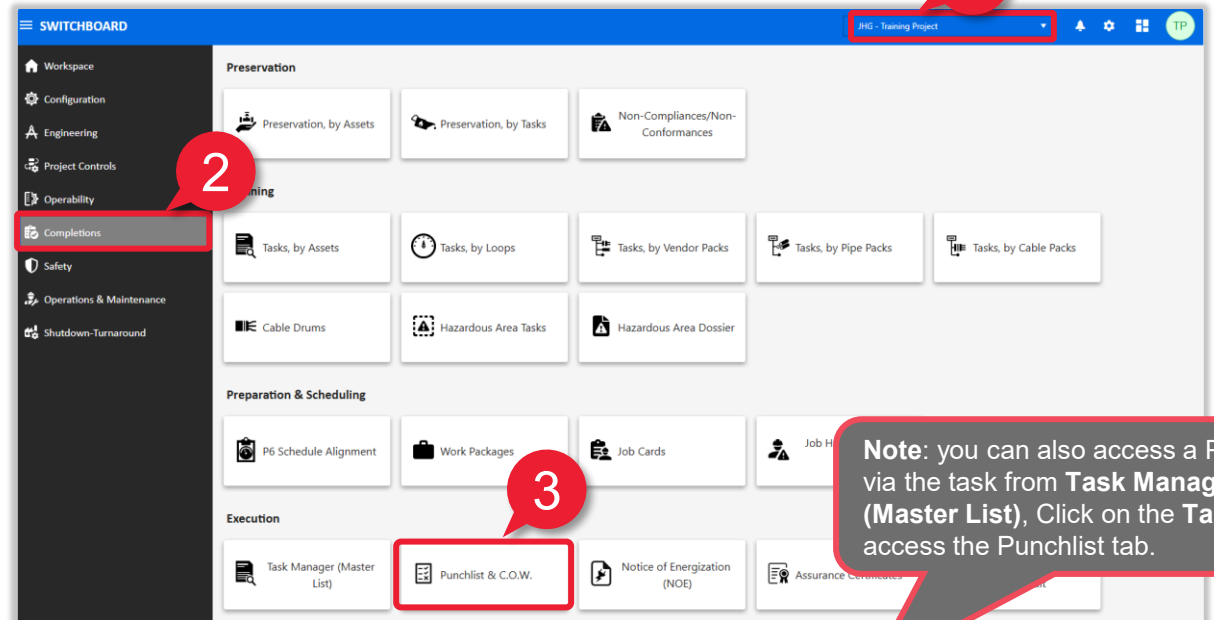 SWITCHBOARD
JHG - Training Project
TP
Workspace
Configuration
Engineering
Project Controls
Operability
Completions
Safety
Operations & Maintenance
Shutdown-Turnaround
2
Preservation
Preservation, by Assets
Preservation, by Tasks
Non-Compliances/Non-
Conformances
ning
Tasks, by Assets
Tasks, by Loops
Tasks, by Vendor Packs
Tasks, by Pipe Packs
Tasks, by Cable Packs
Cable Drums
Hazardous Area Tasks
Hazardous Area Dossier
Preparation & Scheduling
P6 Schedule Alignment
Work Packages
Job Cards
Job H
3
Execution
Task Manager (Master
List)
Punchlist & C.O.W.
Notice of Energization
(NOE)
Assurance Certificates
Note: you can also access a P
via the task from Task Manag
(Master List), Click on the Ta
access the Punchlist tab.